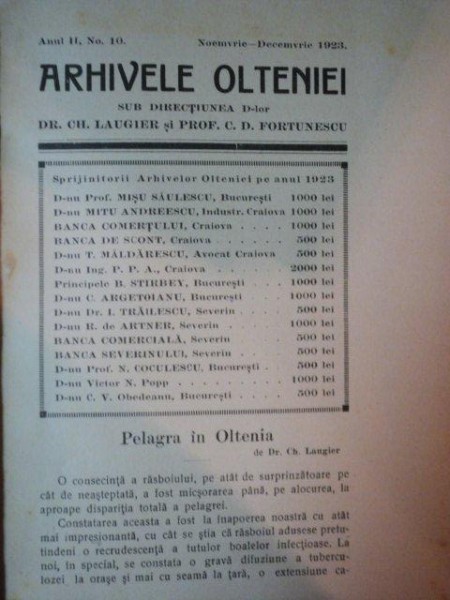 Anul II, No. 10. Noemvrie—Decemvrie 1923.
ARHIVELE OLTENIEI
SUB DIRECȚIUNEA D-lor
DR. CH. LAUGIER și PROF. C. D. FORTUNESCU
Sprijinitorii Arhivelor Olteniei pe anul 1923
D-nu Prof. MIȘU SĂULESCU, București 1000 lei
D-nu MITU ANDREESCU, Industr. Craiova 1000 lei
BANCA COMERȚULUI, Craiova . . . . 1000 lei
BANCA DE SCONT, Craiova . . . . . 500 lei
D-nu T. MĂLDĂRESCU, Avocat Craiova 500 lei
D-nu Ing. P. P. A., Craiova . . . . . . 2000 lei
Principele B. STIRBEY, București . . . 1000 lei
D-nu C. ARGETOIANU, București . . . 1000 lei
D-nu Dr. I. TRĂILESCU, Severin . . . . 500 lei
D-nu R. de ARTNER, Severin . . . . . 1000 lei
BANCA COMERCIALĂ, Severin . . . 500 lei
BANCA SEVERINULUI, Severin . . . 500 lei
D-nu Prof. N. COCULESCU, București . . 500 lei
D-nu Victor N. Popp . . . . . . . . 1000 lei
D-nu C. V. Obedeanu, București . . . . 500 lei
Pelagra în Oltenia
de Dr. Ch. Laugier
O consecință a răsboiului, pe atât de surprinzătoare pe
cât de neașteptată, a fost micșorarea până, pe alocurea, la
aproape dispariția totală a pelagrei.
Constatarea aceasta a fost la înapoerea noastră cu atât
mai impresionantă, cu cât se știa că răsboiul adusese pretu-
tindeni o recrudescență a tutulor boalelor infecțioase. La
noi, în special, se constata o gravă diluziune a tubercu-
lozei la orașe și mai cu seamă la țară, o extensiune ca-